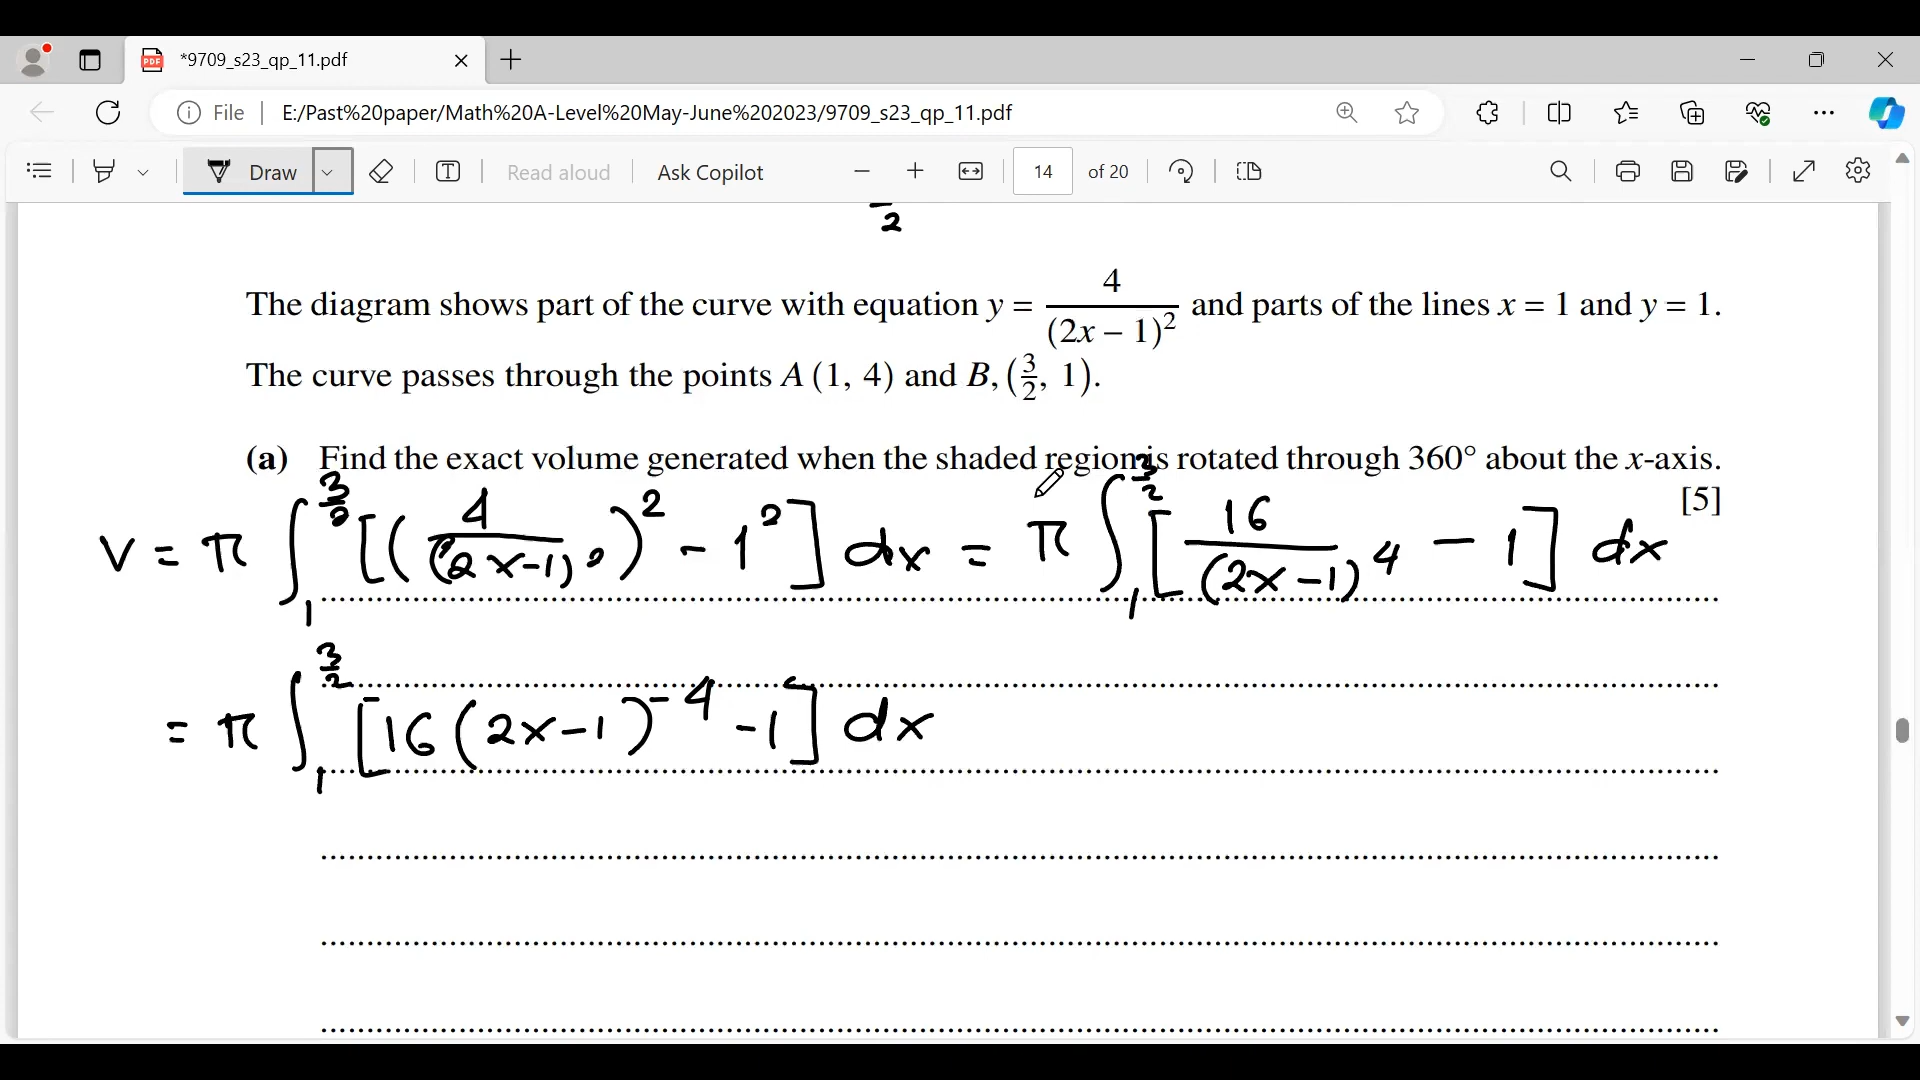 *9709_s23_qp_11.pdf
File E:/Past%20paper/Math%20A-Level%20May-June%202023/9709_s23_qp_11.pdf
Draw Read aloud Ask Copilot 14 of 20
2
The diagram shows part of the curve with equation y = 4/(2x − 1)² and parts of the lines x = 1 and y = 1.
The curve passes through the points A (1, 4) and B, (3/2, 1).
(a) Find the exact volume generated when the shaded region is rotated through 360° about the x-axis.
[5]
V = π ∫₁^(3/2) [(4/(2x-1)²)² - 1²] dx = π ∫₁^(3/2) [16/(2x-1)⁴ - 1] dx
= π ∫₁^(3/2) [16(2x-1)⁻⁴ - 1] dx